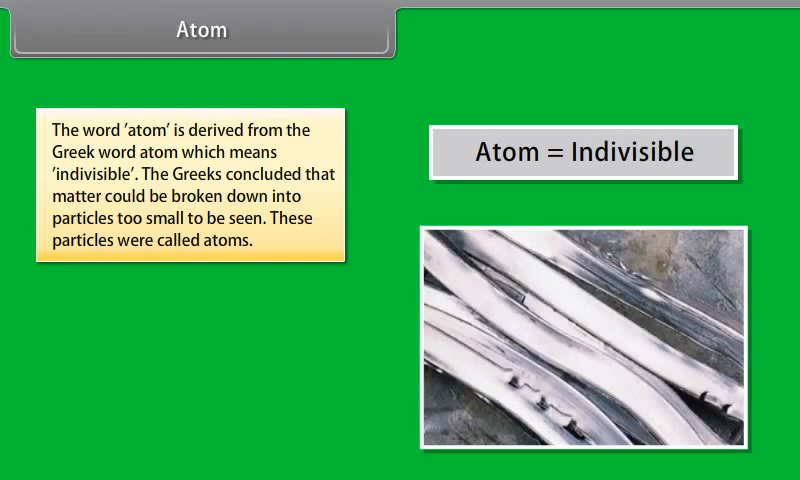 Atom
The word 'atom' is derived from the
Greek word atom which means
'indivisible'. The Greeks concluded that
matter could be broken down into
particles too small to be seen. These
particles were called atoms.
Atom = Indivisible